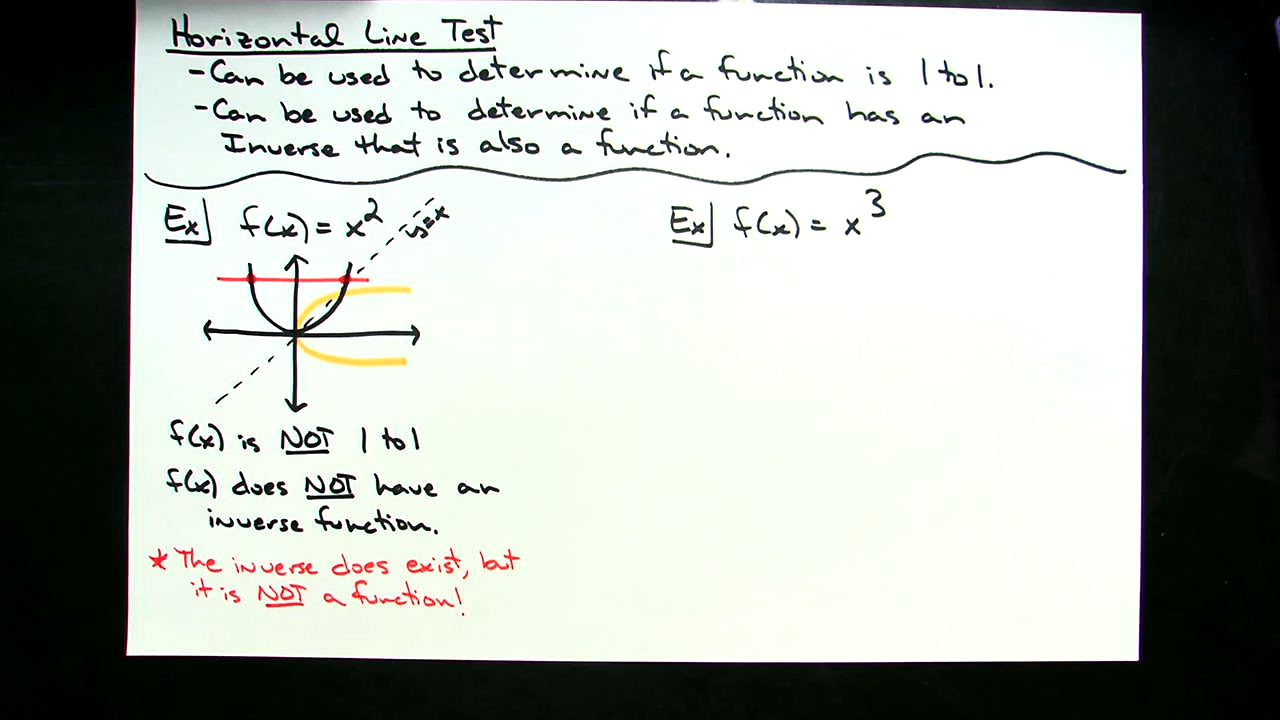 Horizontal Line Test
- Can be used to determine if a function is 1 to 1.
- Can be used to determine if a function has an
Inverse that is also a function.
Ex f(x) = x²
y=x
f(x) is NOT 1 to 1
f(x) does NOT have an
inverse function.
* The inverse does exist, but
it is NOT a function!
Ex f(x) = x³